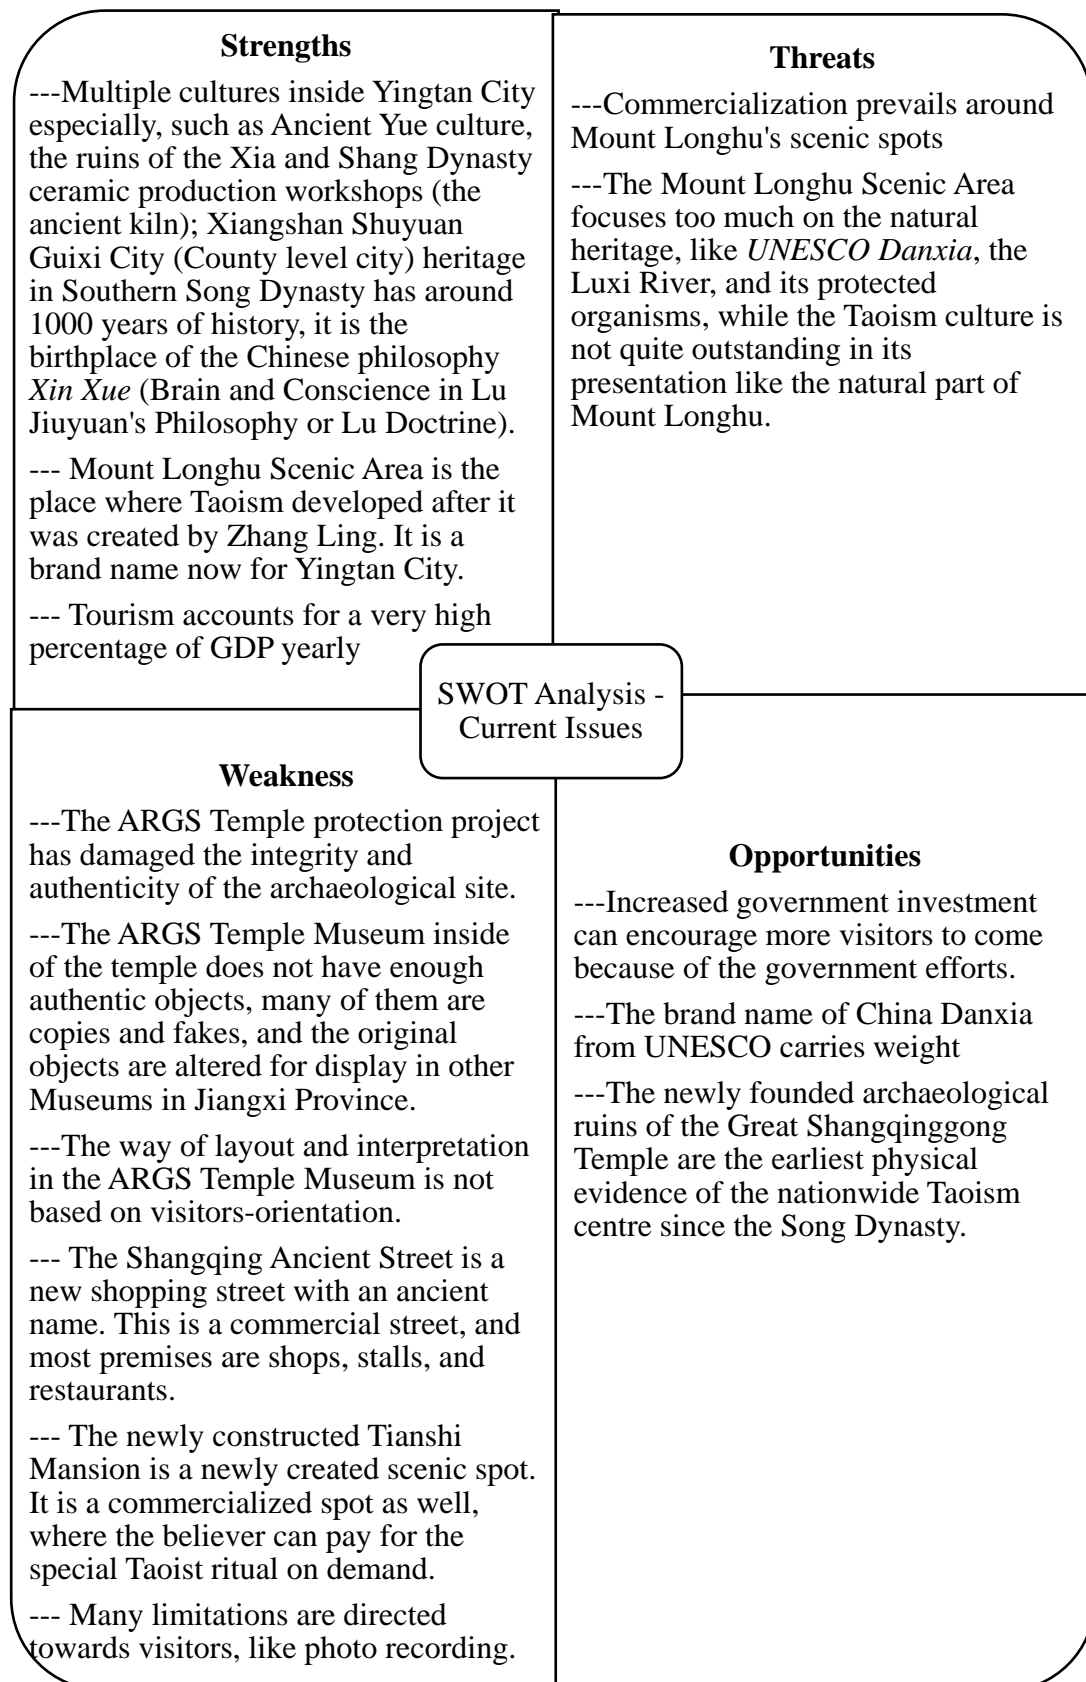 Strengths
---Multiple cultures inside Yingtan City
especially, such as Ancient Yue culture,
the ruins of the Xia and Shang Dynasty
ceramic production workshops (the
ancient kiln); Xiangshan Shuyuan
Guixi City (County level city) heritage
in Southern Song Dynasty has around
1000 years of history, it is the
birthplace of the Chinese philosophy
Xin Xue (Brain and Conscience in Lu
Jiuyuan's Philosophy or Lu Doctrine).
--- Mount Longhu Scenic Area is the
place where Taoism developed after it
was created by Zhang Ling. It is a
brand name now for Yingtan City.
--- Tourism accounts for a very high
percentage of GDP yearly
Threats
---Commercialization prevails around
Mount Longhu's scenic spots
---The Mount Longhu Scenic Area
focuses too much on the natural
heritage, like UNESCO Danxia, the
Luxi River, and its protected
organisms, while the Taoism culture is
not quite outstanding in its
presentation like the natural part of
Mount Longhu.
SWOT Analysis -
Current Issues
Weakness
---The ARGS Temple protection project
has damaged the integrity and
authenticity of the archaeological site.
---The ARGS Temple Museum inside
of the temple does not have enough
authentic objects, many of them are
copies and fakes, and the original
objects are altered for display in other
Museums in Jiangxi Province.
---The way of layout and interpretation
in the ARGS Temple Museum is not
based on visitors-orientation.
--- The Shangqing Ancient Street is a
new shopping street with an ancient
name. This is a commercial street, and
most premises are shops, stalls, and
restaurants.
--- The newly constructed Tianshi
Mansion is a newly created scenic spot.
It is a commercialized spot as well,
where the believer can pay for the
special Taoist ritual on demand.
--- Many limitations are directed
towards visitors, like photo recording.
Opportunities
---Increased government investment
can encourage more visitors to come
because of the government efforts.
---The brand name of China Danxia
from UNESCO carries weight
---The newly founded archaeological
ruins of the Great Shangqinggong
Temple are the earliest physical
evidence of the nationwide Taoism
centre since the Song Dynasty.